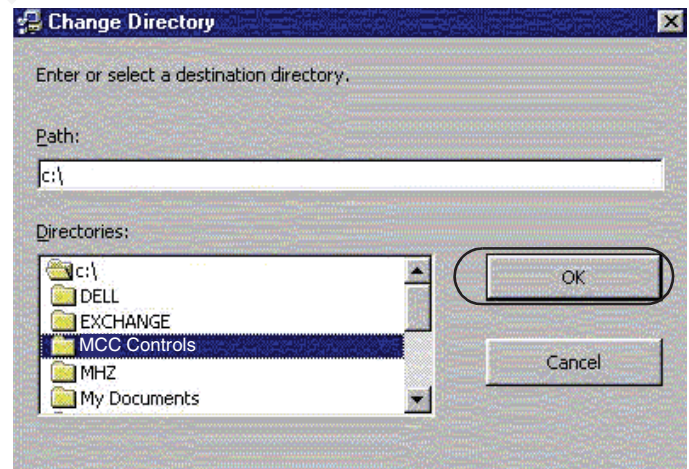 Change Directory
Enter or select a destination directory.
Path:
c:\
Directories:
c:\
DELL
EXCHANGE
MCC Controls
MHZ
My Documents
OK
Cancel